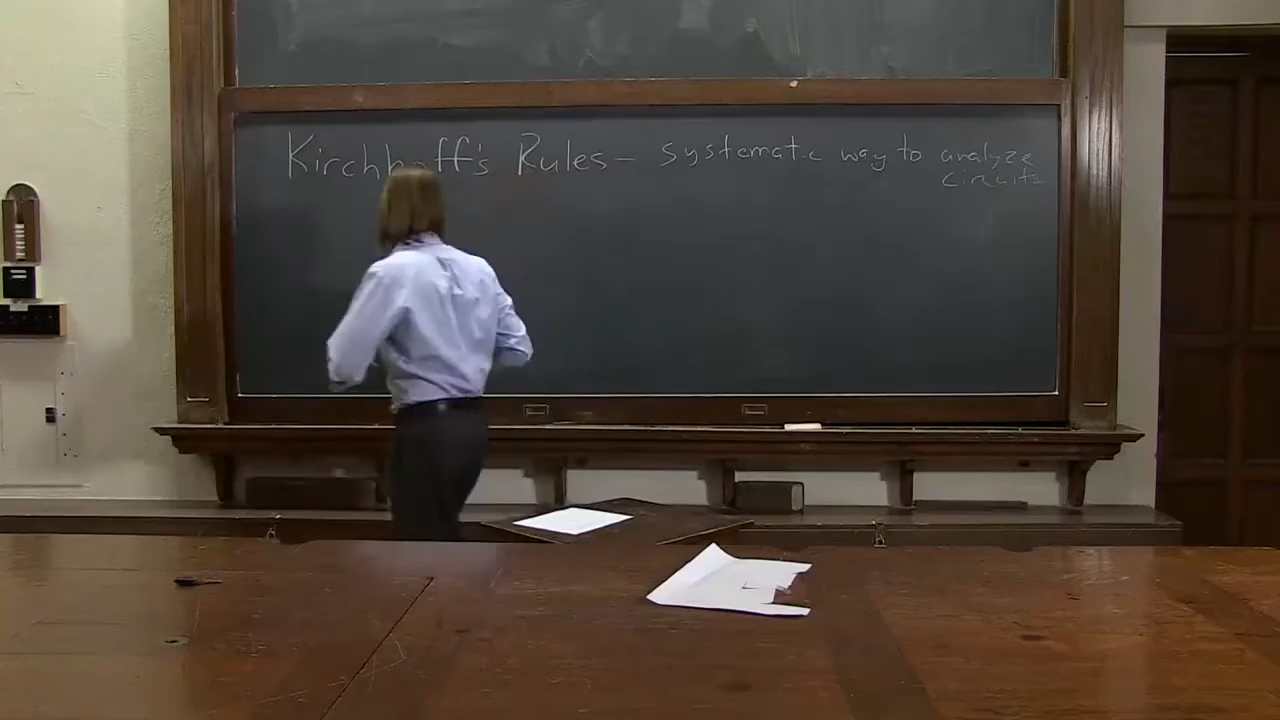 Kirchhoff's Rules – systematic way to analyze
circuits